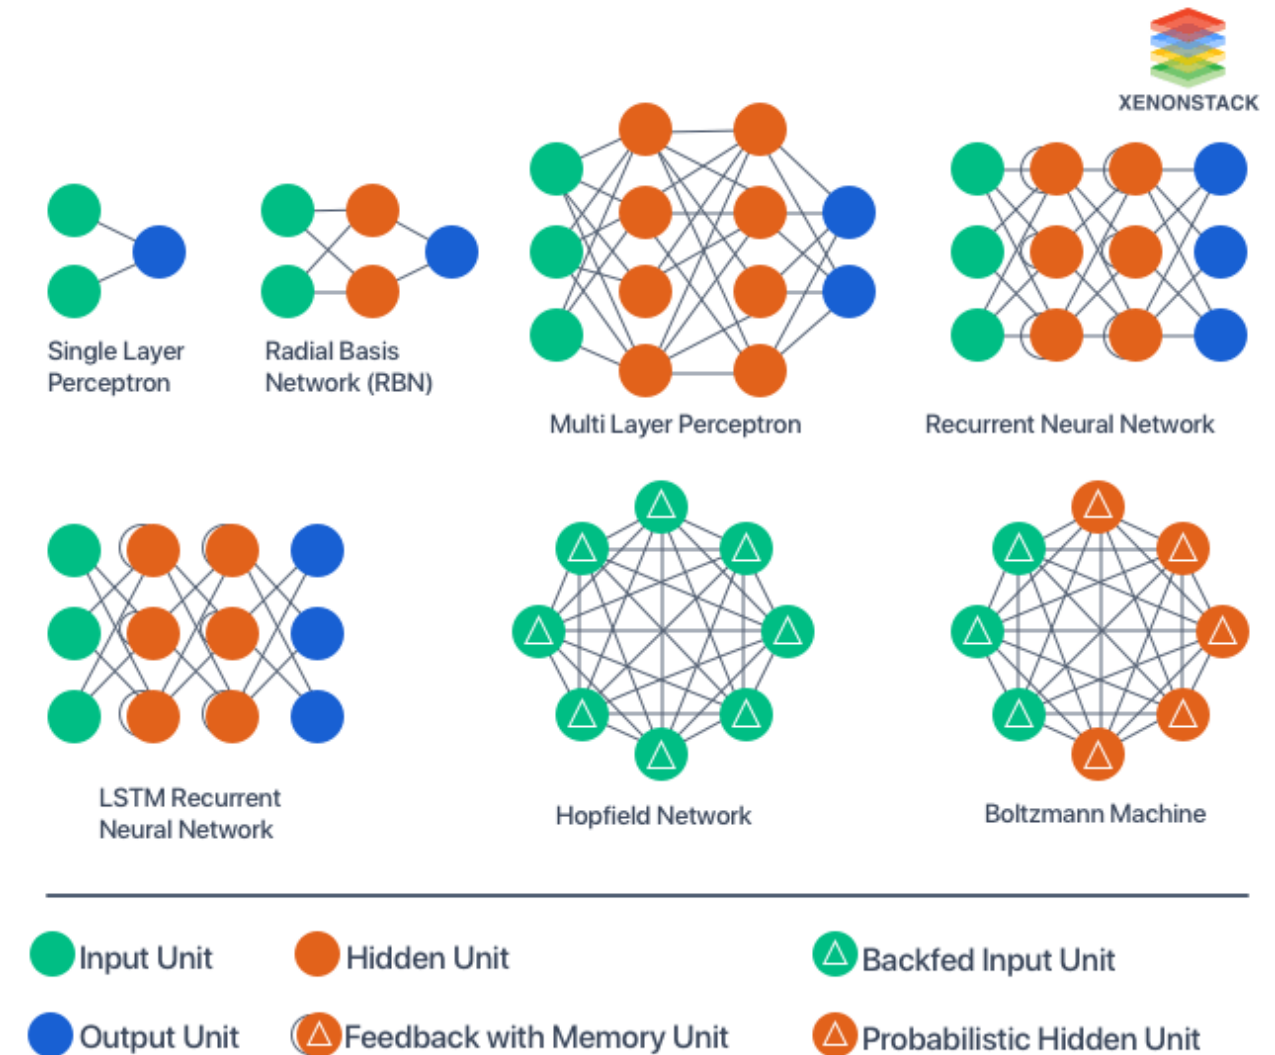 XENONSTACK
Single Layer
Perceptron
Radial Basis
Network (RBN)
Multi Layer Perceptron
Recurrent Neural Network
LSTM Recurrent
Neural Network
Hopfield Network
Boltzmann Machine
Input Unit
Hidden Unit
Backfed Input Unit
Output Unit
Feedback with Memory Unit
Probabilistic Hidden Unit